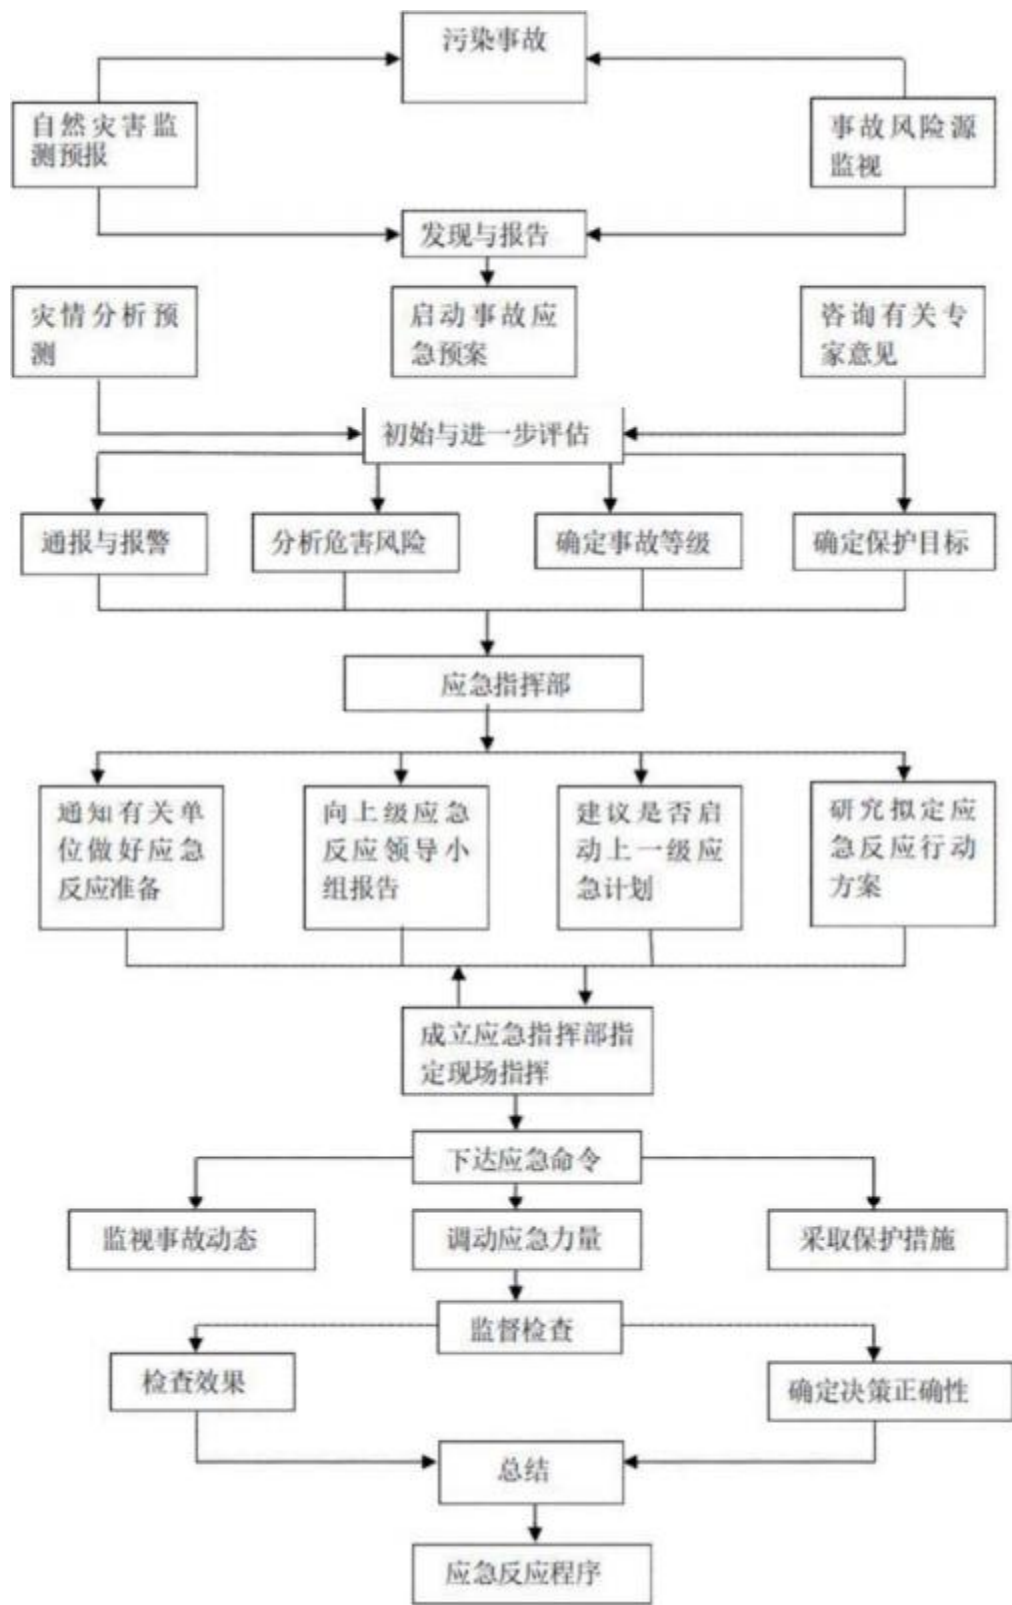 污染事故
自然灾害监
测预报
事故风险源
监视
发现与报告
灾情分析预
测
启动事故应
急预案
咨询有关专
家意见
初始与进一步评估
通报与报警
分析危害风险
确定事故等级
确定保护目标
应急指挥部
通知有关单
位做好应急
反应准备
向上级应急
反应领导小
组报告
建议是否启
动上一级应
急计划
研究拟定应
急反应行动
方案
成立应急指挥部指
定现场指挥
下达应急命令
监视事故动态
调动应急力量
采取保护措施
监督检查
检查效果
确定决策正确性
总结
应急反应程序